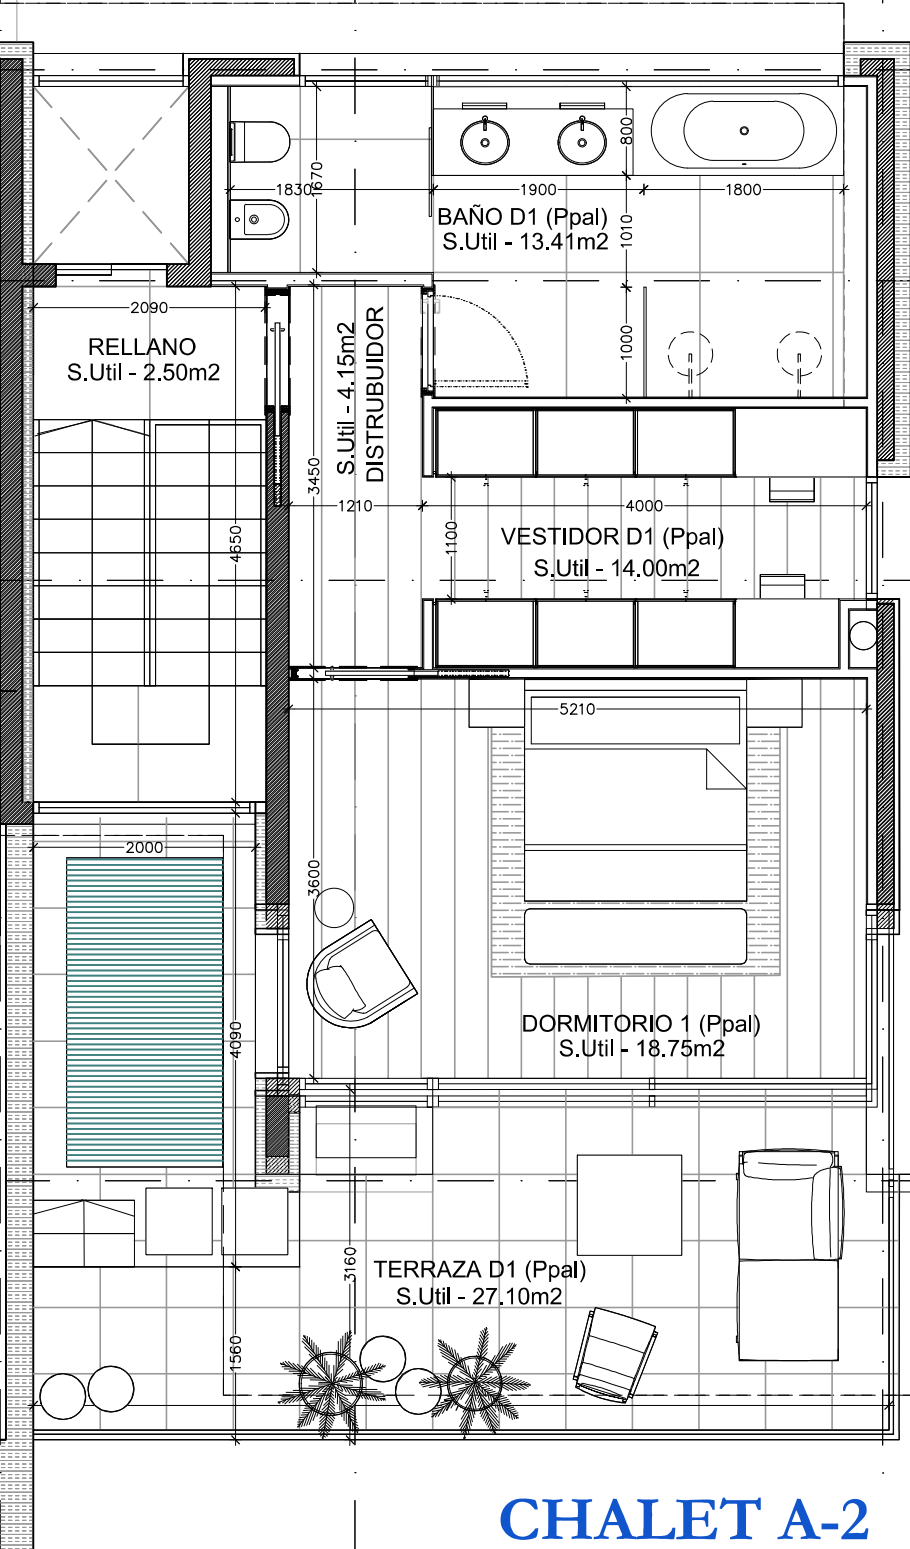 800
1830
1670
1900
1800
BAÑO D1 (Ppal)
S.Util - 13.41m2
1010
2090
RELLANO
S.Util - 2.50m2
S.Util - 4.15m2
DISTRUBUIDOR
1000
3450
1210
4000
1100
4650
VESTIDOR D1 (Ppal)
S.Util - 14.00m2
5210
2000
3600
4090
DORMITORIO 1 (Ppal)
S.Util - 18.75m2
3160
TERRAZA D1 (Ppal)
S.Util - 27.10m2
1560
CHALET A-2